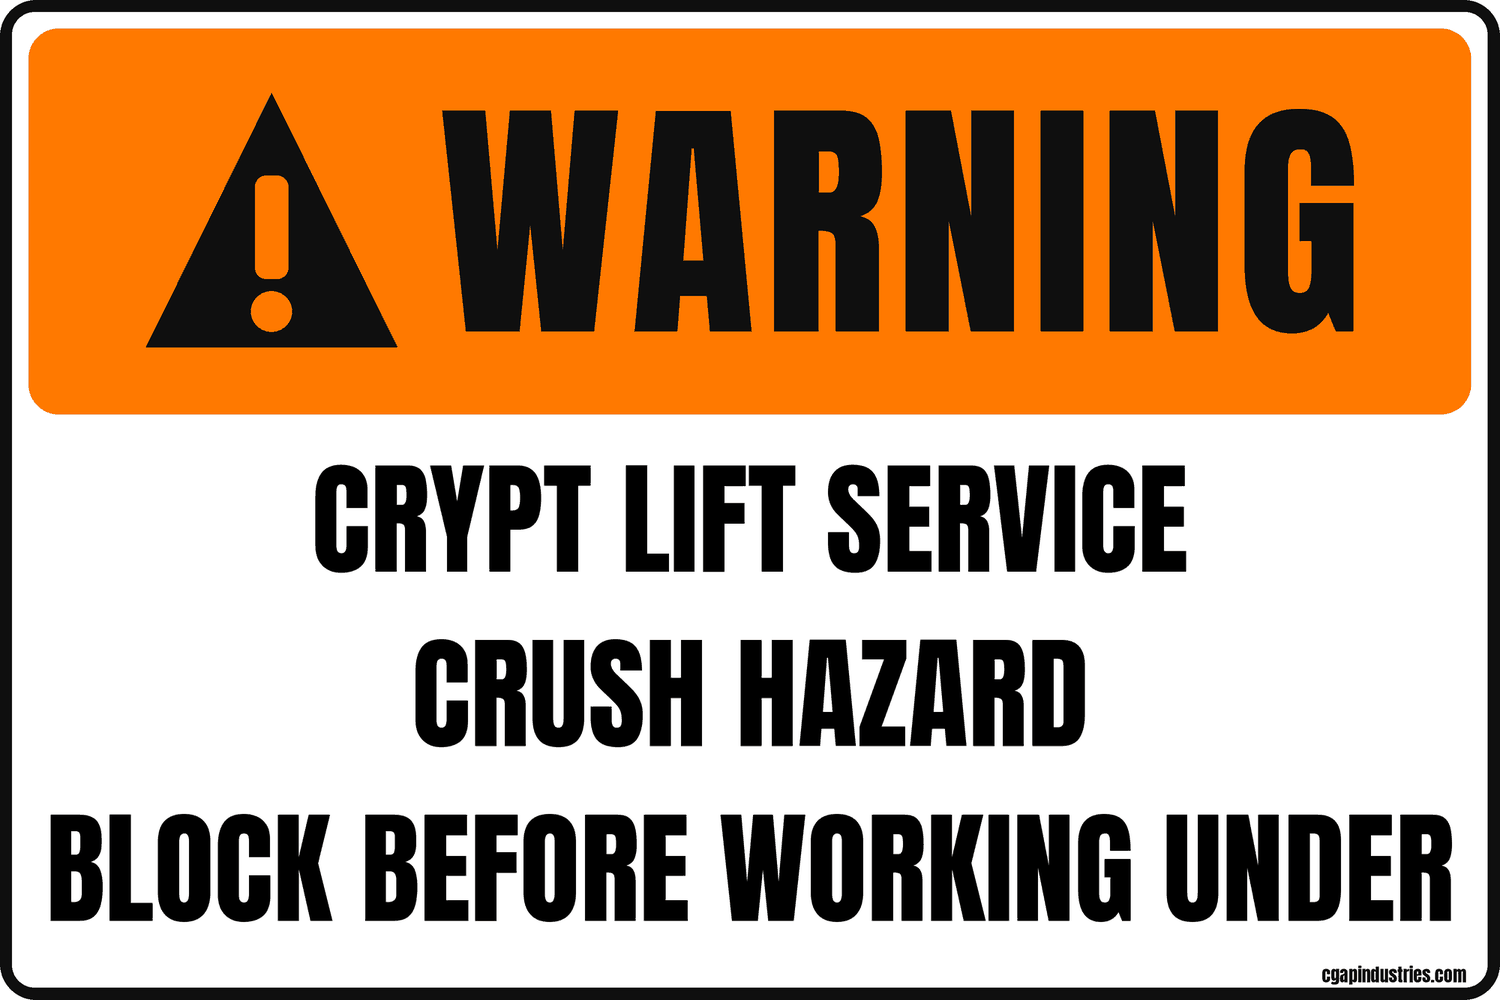 WARNING
CRYPT LIFT SERVICE
CRUSH HAZARD
BLOCK BEFORE WORKING UNDER
cgapindustries.com